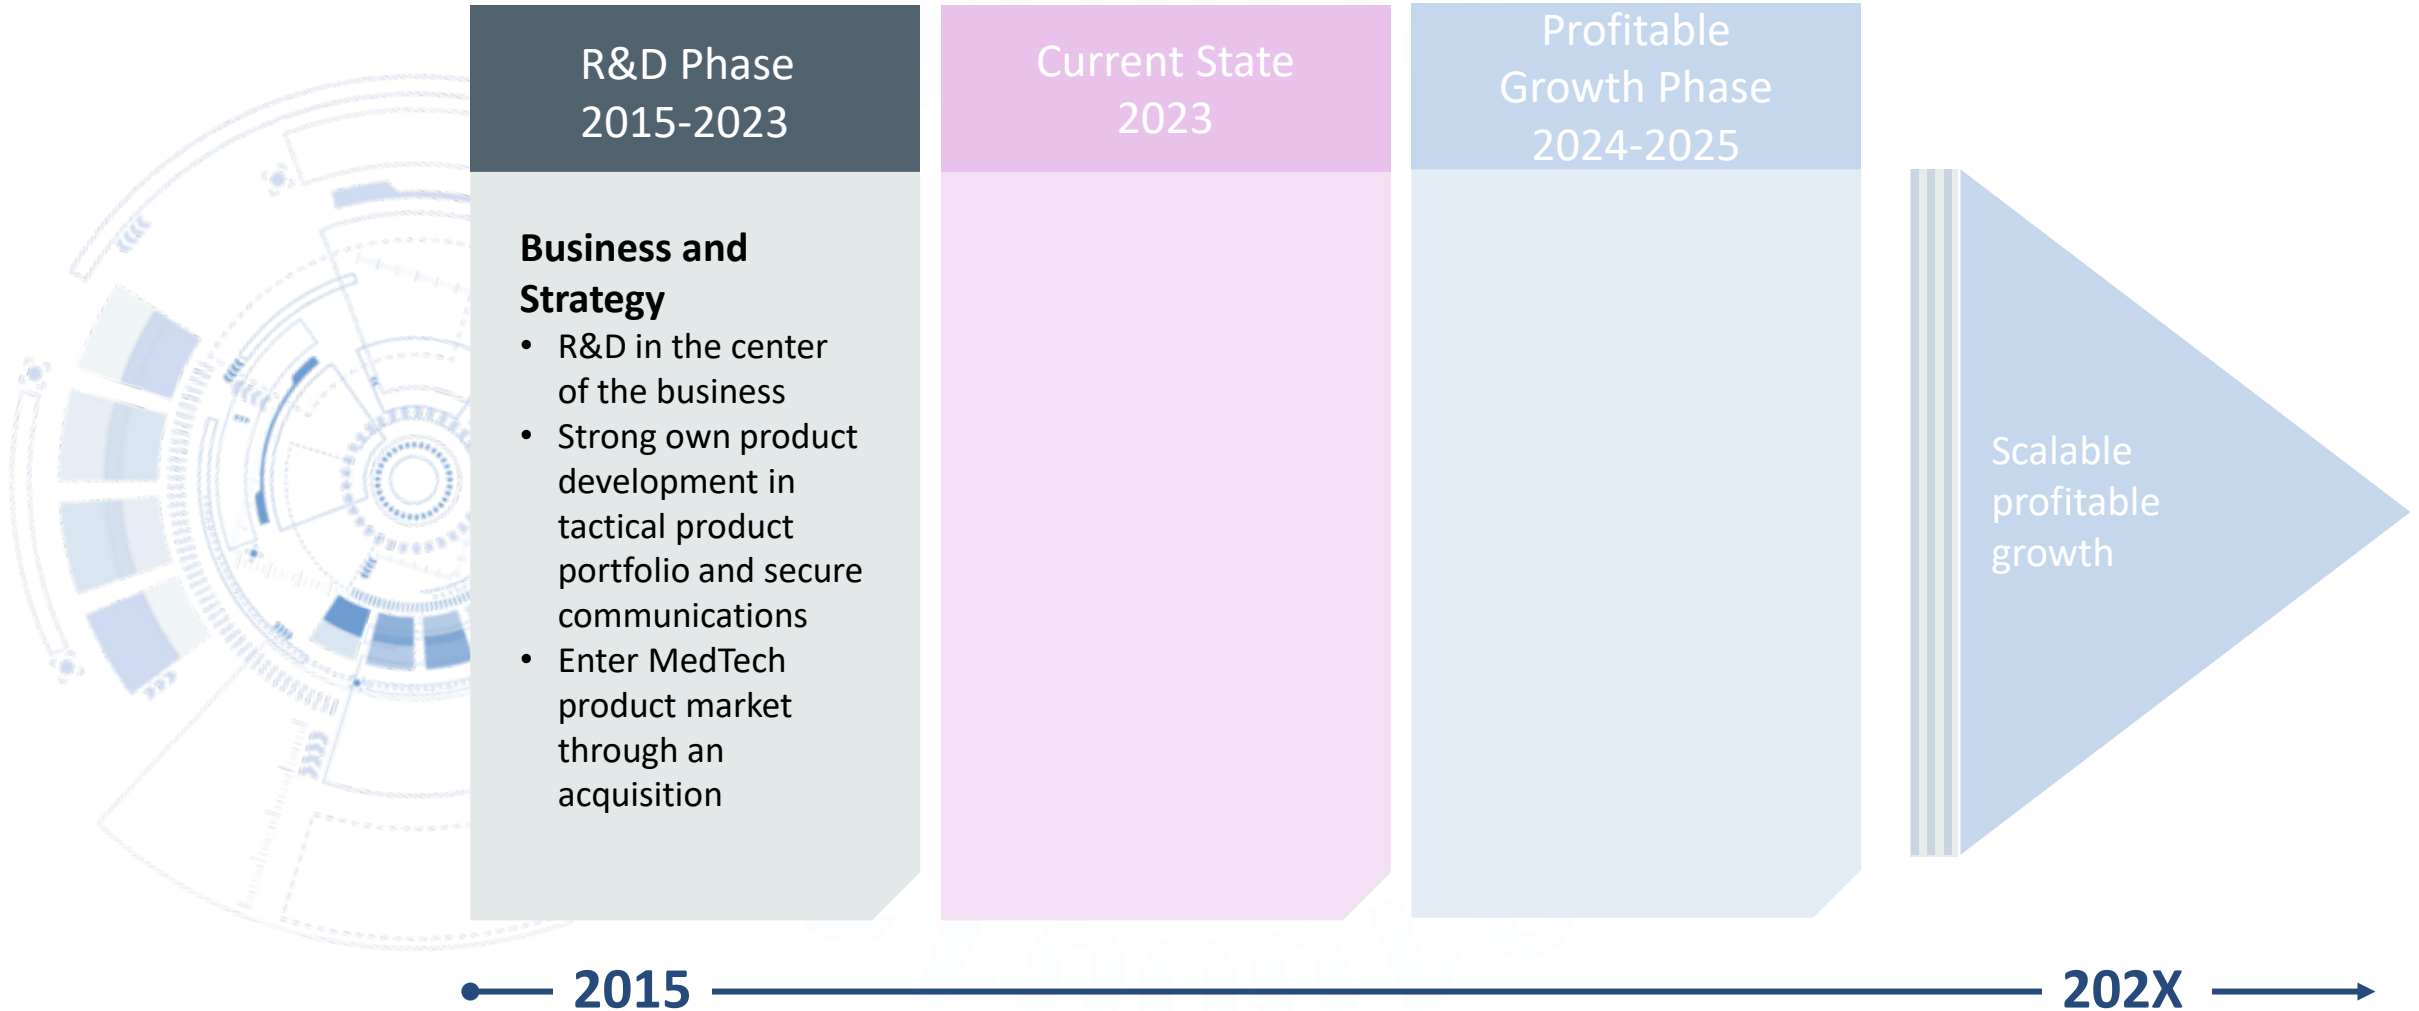 R&D Phase
2015-2023
Current State
2023
Profitable
Growth Phase
2024-2025
Business and
Strategy
• R&D in the center
of the business
• Strong own product
development in
tactical product
portfolio and secure
communications
• Enter MedTech
product market
through an
acquisition
Scalable
profitable
growth
2015
202X